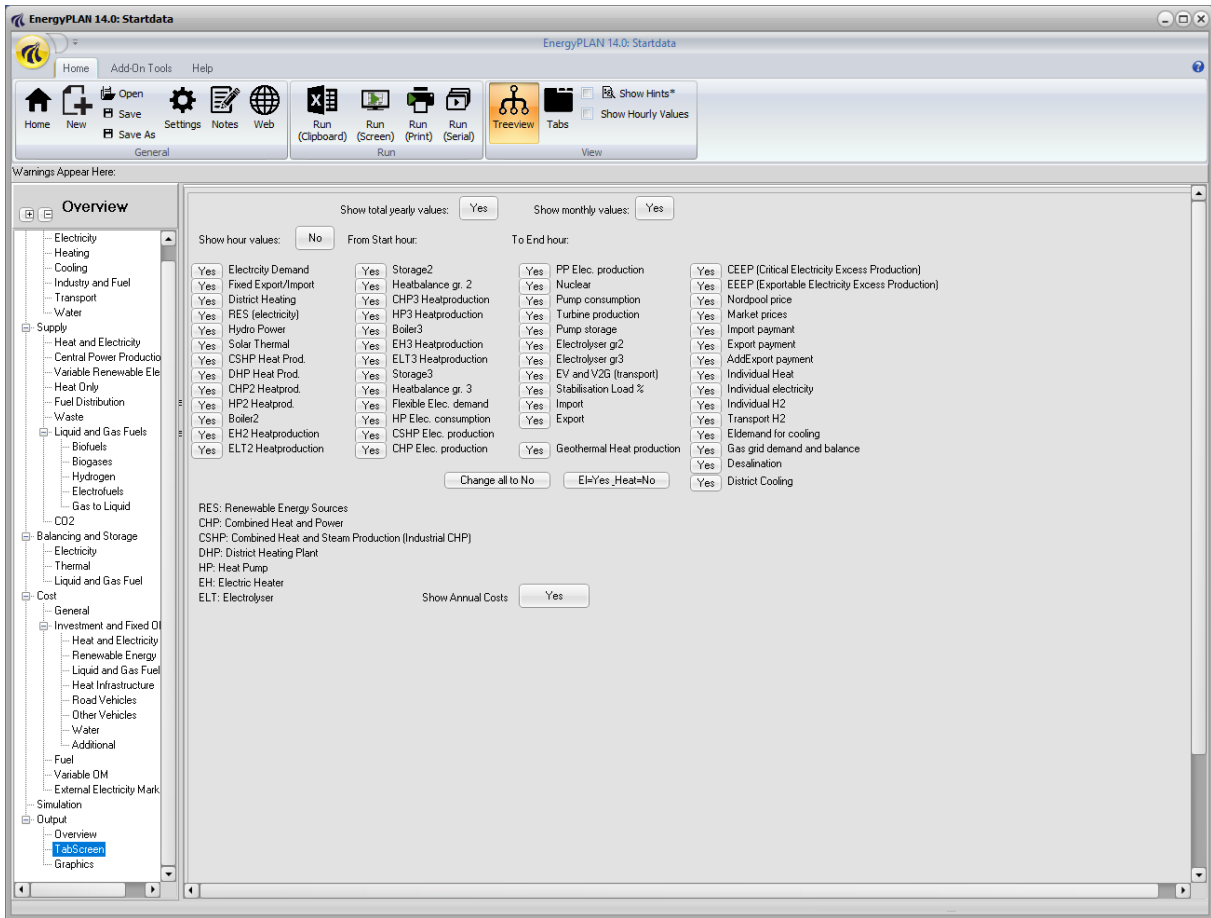 EnergyPLAN 14.0: Startdata
EnergyPLAN 14.0: Startdata
Home Add-On Tools Help
Home
New
Open
Save
Save As
Settings
Notes
Web
General
Run (Clipboard)
Run (Screen)
Run (Print)
Run (Serial)
Run
Treeview
Tabs
Show Hints*
Show Hourly Values
View
Warnings Appear Here:
Overview
Electricity
Heating
Cooling
Industry and Fuel
Transport
Water
Supply
Heat and Electricity
Central Power Productio
Variable Renewable Ele
Heat Only
Fuel Distribution
Waste
Liquid and Gas Fuels
Biofuels
Biogases
Hydrogen
Electrofuels
Gas to Liquid
CO2
Balancing and Storage
Electricity
Thermal
Liquid and Gas Fuel
Cost
General
Investment and Fixed OI
Heat and Electricity
Renewable Energy
Liquid and Gas Fuel
Heat Infrastructure
Road Vehicles
Other Vehicles
Water
Additional
Fuel
Variable OM
External Electricity Mark
Simulation
Output
Overview
TabScreen
Graphics
Show total yearly values: Yes Show monthly values: Yes
Show hour values: No From Start hour: To End hour:
Yes Electrcity Demand
Yes Fixed Export/Import
Yes District Heating
Yes RES (electricity)
Yes Hydro Power
Yes Solar Thermal
Yes CSHP Heat Prod.
Yes DHP Heat Prod.
Yes CHP2 Heatprod.
Yes HP2 Heatprod.
Yes Boiler2
Yes EH2 Heatproduction
Yes ELT2 Heatproduction
Yes Storage2
Yes Heatbalance gr. 2
Yes CHP3 Heatproduction
Yes HP3 Heatproduction
Yes Boiler3
Yes EH3 Heatproduction
Yes ELT3 Heatproduction
Yes Storage3
Yes Heatbalance gr. 3
Yes Flexible Elec. demand
Yes HP Elec. consumption
Yes CSHP Elec. production
Yes CHP Elec. production
Yes PP Elec. production
Yes Nuclear
Yes Pump consumption
Yes Turbine production
Yes Pump storage
Yes Electrolyser gr2
Yes Electrolyser gr3
Yes EV and V2G (transport)
Yes Stabilisation Load %
Yes Import
Yes Export
Yes Geothermal Heat production
Yes CEEP (Critical Electricity Excess Production)
Yes EEEP (Exportable Electricity Excess Production)
Yes Nordpool price
Yes Market prices
Yes Import paymant
Yes Export payment
Yes AddExport payment
Yes Individual Heat
Yes Individual electricity
Yes Individual H2
Yes Transport H2
Yes Eldemand for cooling
Yes Gas grid demand and balance
Yes Desalination
Yes District Cooling
Change all to No El=Yes_Heat=No
RES: Renewable Energy Sources
CHP: Combined Heat and Power
CSHP: Combined Heat and Steam Production (Industrial CHP)
DHP: District Heating Plant
HP: Heat Pump
EH: Electric Heater
ELT: Electrolyser
Show Annual Costs Yes